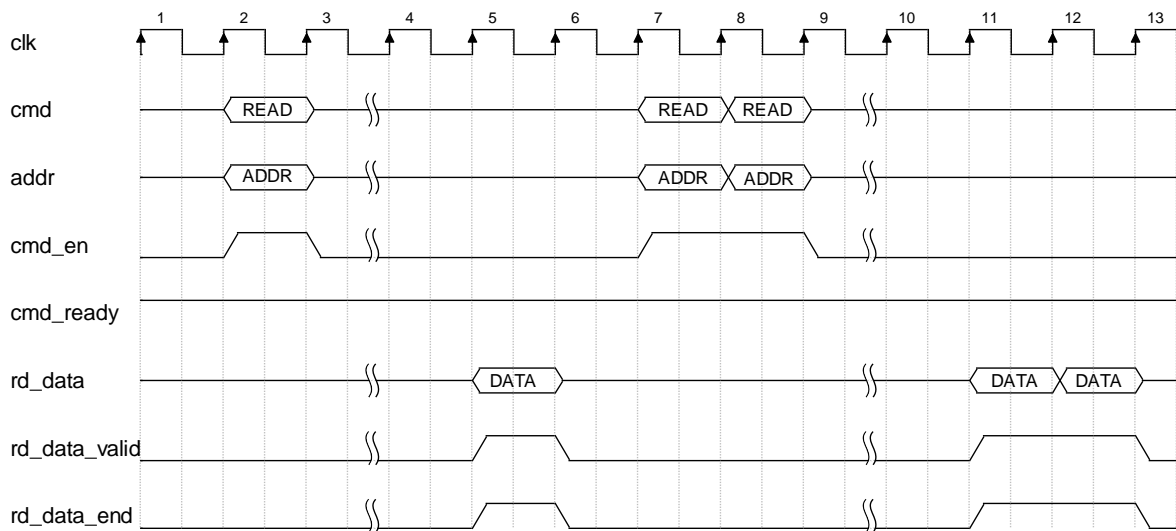 1 2 3 4 5 6 7 8 9 10 11 12 13
clk
cmd READ READ READ
addr ADDR ADDR ADDR
cmd_en
cmd_ready
rd_data DATA DATA DATA
rd_data_valid
rd_data_end